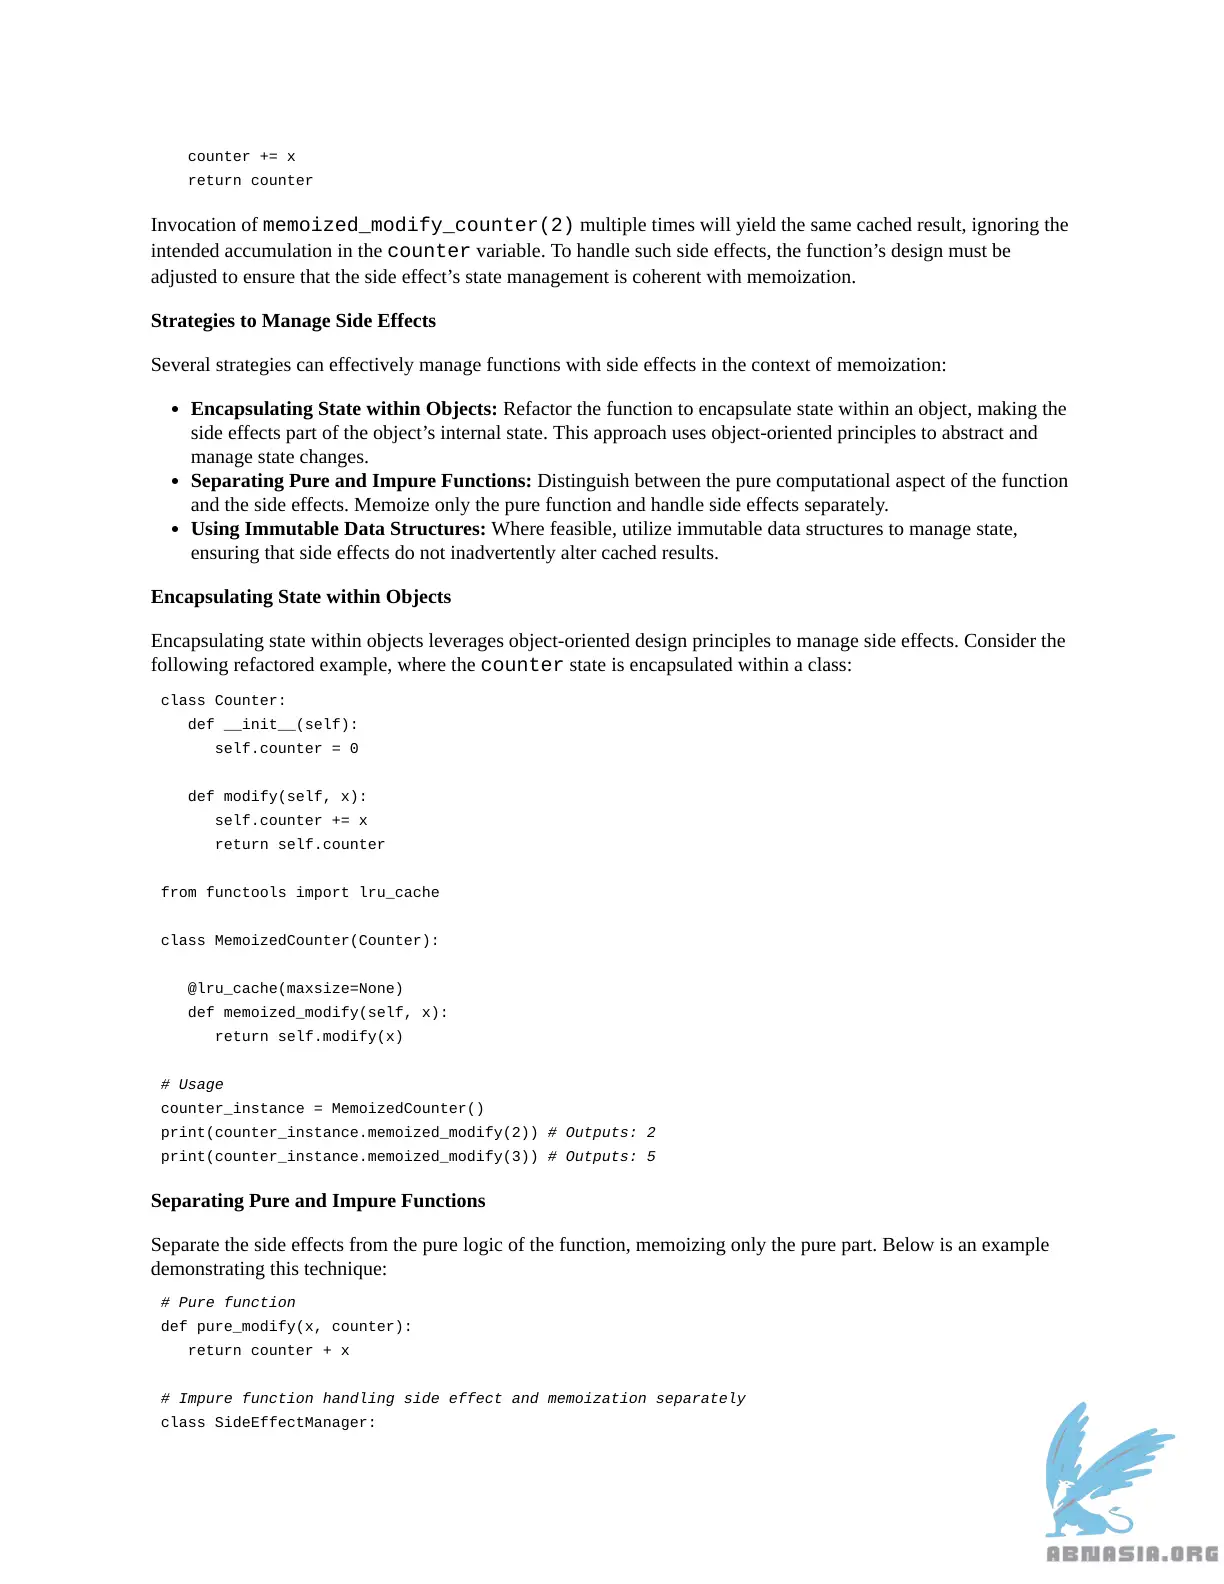 counter += x
return counter
Invocation of memoized_modify_counter(2) multiple times will yield the same cached result, ignoring the
intended accumulation in the counter variable. To handle such side effects, the function’s design must be
adjusted to ensure that the side effect’s state management is coherent with memoization.
Strategies to Manage Side Effects
Several strategies can effectively manage functions with side effects in the context of memoization:
• Encapsulating State within Objects: Refactor the function to encapsulate state within an object, making the
side effects part of the object’s internal state. This approach uses object-oriented principles to abstract and
manage state changes.
• Separating Pure and Impure Functions: Distinguish between the pure computational aspect of the function
and the side effects. Memoize only the pure function and handle side effects separately.
• Using Immutable Data Structures: Where feasible, utilize immutable data structures to manage state,
ensuring that side effects do not inadvertently alter cached results.
Encapsulating State within Objects
Encapsulating state within objects leverages object-oriented design principles to manage side effects. Consider the
following refactored example, where the counter state is encapsulated within a class:
class Counter:
def __init__(self):
self.counter = 0
def modify(self, x):
self.counter += x
return self.counter
from functools import lru_cache
class MemoizedCounter(Counter):
@lru_cache(maxsize=None)
def memoized_modify(self, x):
return self.modify(x)
# Usage
counter_instance = MemoizedCounter()
print(counter_instance.memoized_modify(2)) # Outputs: 2
print(counter_instance.memoized_modify(3)) # Outputs: 5
Separating Pure and Impure Functions
Separate the side effects from the pure logic of the function, memoizing only the pure part. Below is an example
demonstrating this technique:
# Pure function
def pure_modify(x, counter):
return counter + x
# Impure function handling side effect and memoization separately
class SideEffectManager:
ABNASIA.ORG